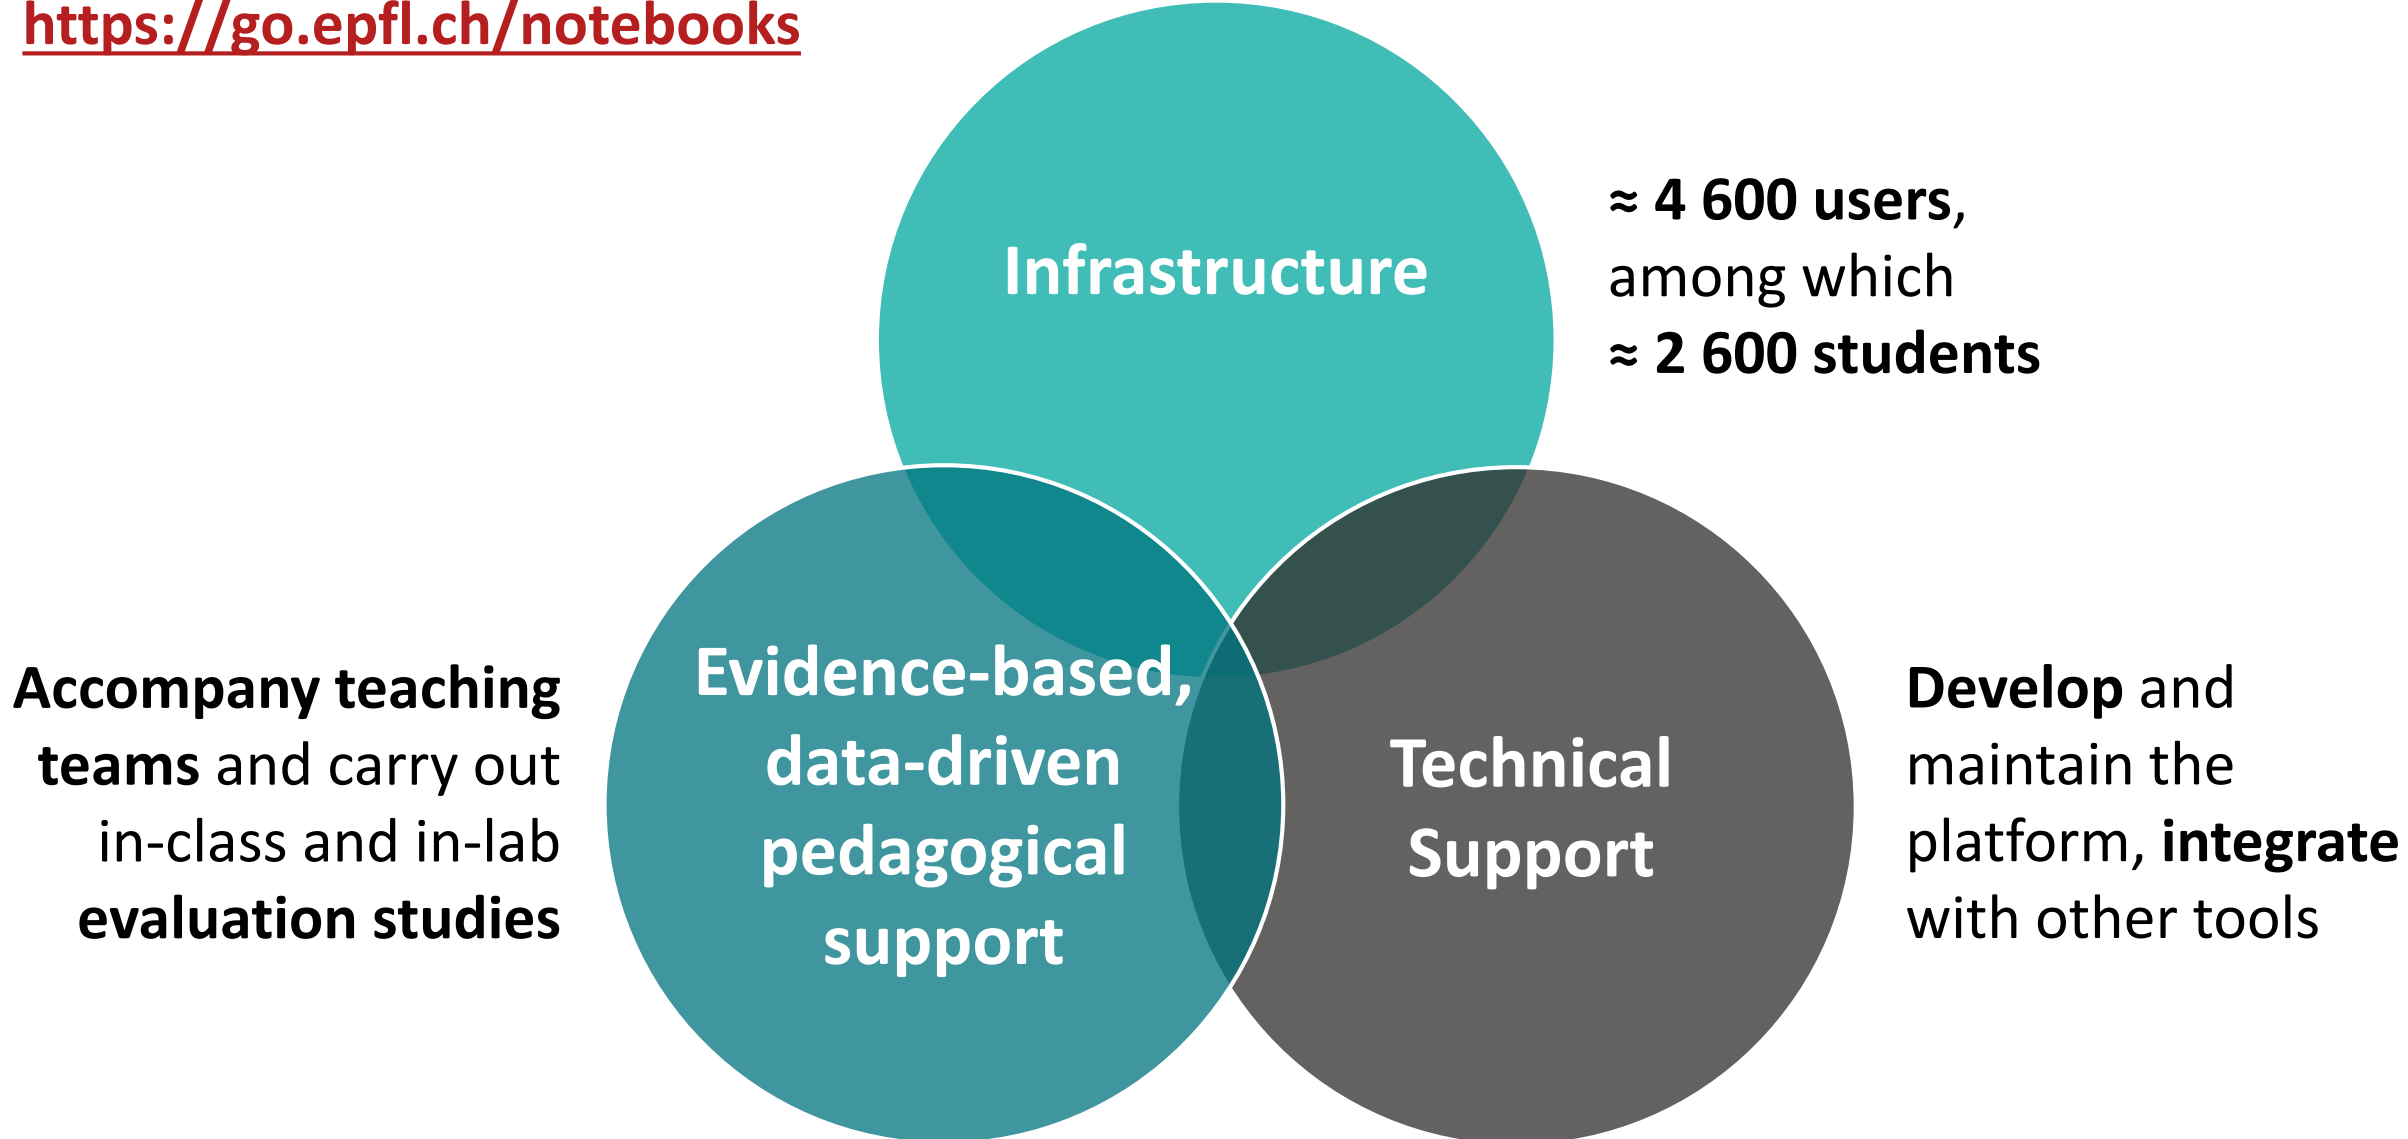 https://go.epfl.ch/notebooks
Infrastructure
≈ 4 600 users,
among which
≈ 2 600 students
Accompany teaching
teams and carry out
in-class and in-lab
evaluation studies
Evidence-based,
data-driven
pedagogical
support
Technical
Support
Develop and
maintain the
platform, integrate
with other tools